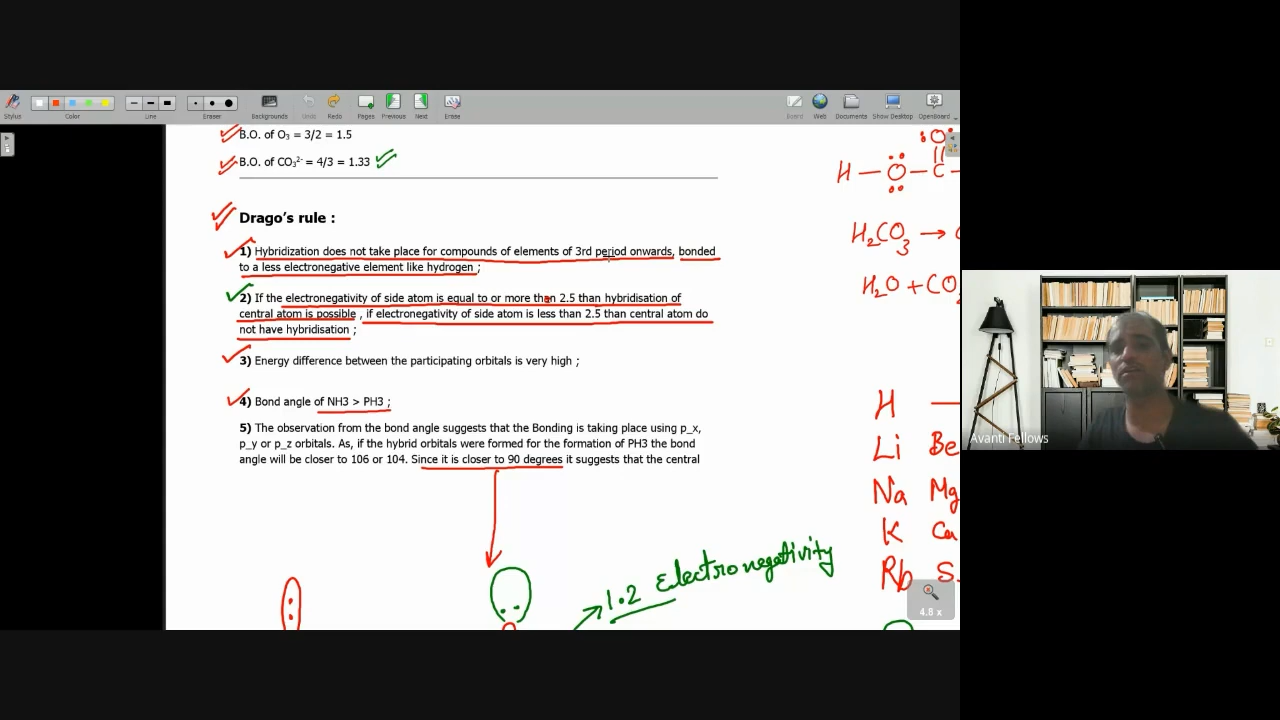 Stylus
Color
Line
Eraser
Backgrounds
Undo
Redo
Pages
Previous
Next
Erase
Board
Web
Documents
Show Desktop
OpenBoard
B.O. of O₃ = 3/2 = 1.5
B.O. of CO₃²⁻ = 4/3 = 1.33
Drago's rule :
1) Hybridization does not take place for compounds of elements of 3rd period onwards, bonded
to a less electronegative element like hydrogen ;
2) If the electronegativity of side atom is equal to or more then 2.5 than hybridisation of
central atom is possible , if electronegativity of side atom is less than 2.5 than central atom do
not have hybridisation ;
3) Energy difference between the participating orbitals is very high ;
4) Bond angle of NH3 > PH3 ;
5) The observation from the bond angle suggests that the Bonding is taking place using p_x,
p_y or p_z orbitals. As, if the hybrid orbitals were formed for the formation of PH3 the bond
angle will be closer to 106 or 104. Since it is closer to 90 degrees it suggests that the central
1.2 Electronegativity
O
H — O — C —
H₂CO₃ →
H₂O + CO₂
H —
Li Be
Na Mg
K Ca
Rb S
4.8 x
Avanti Fellows